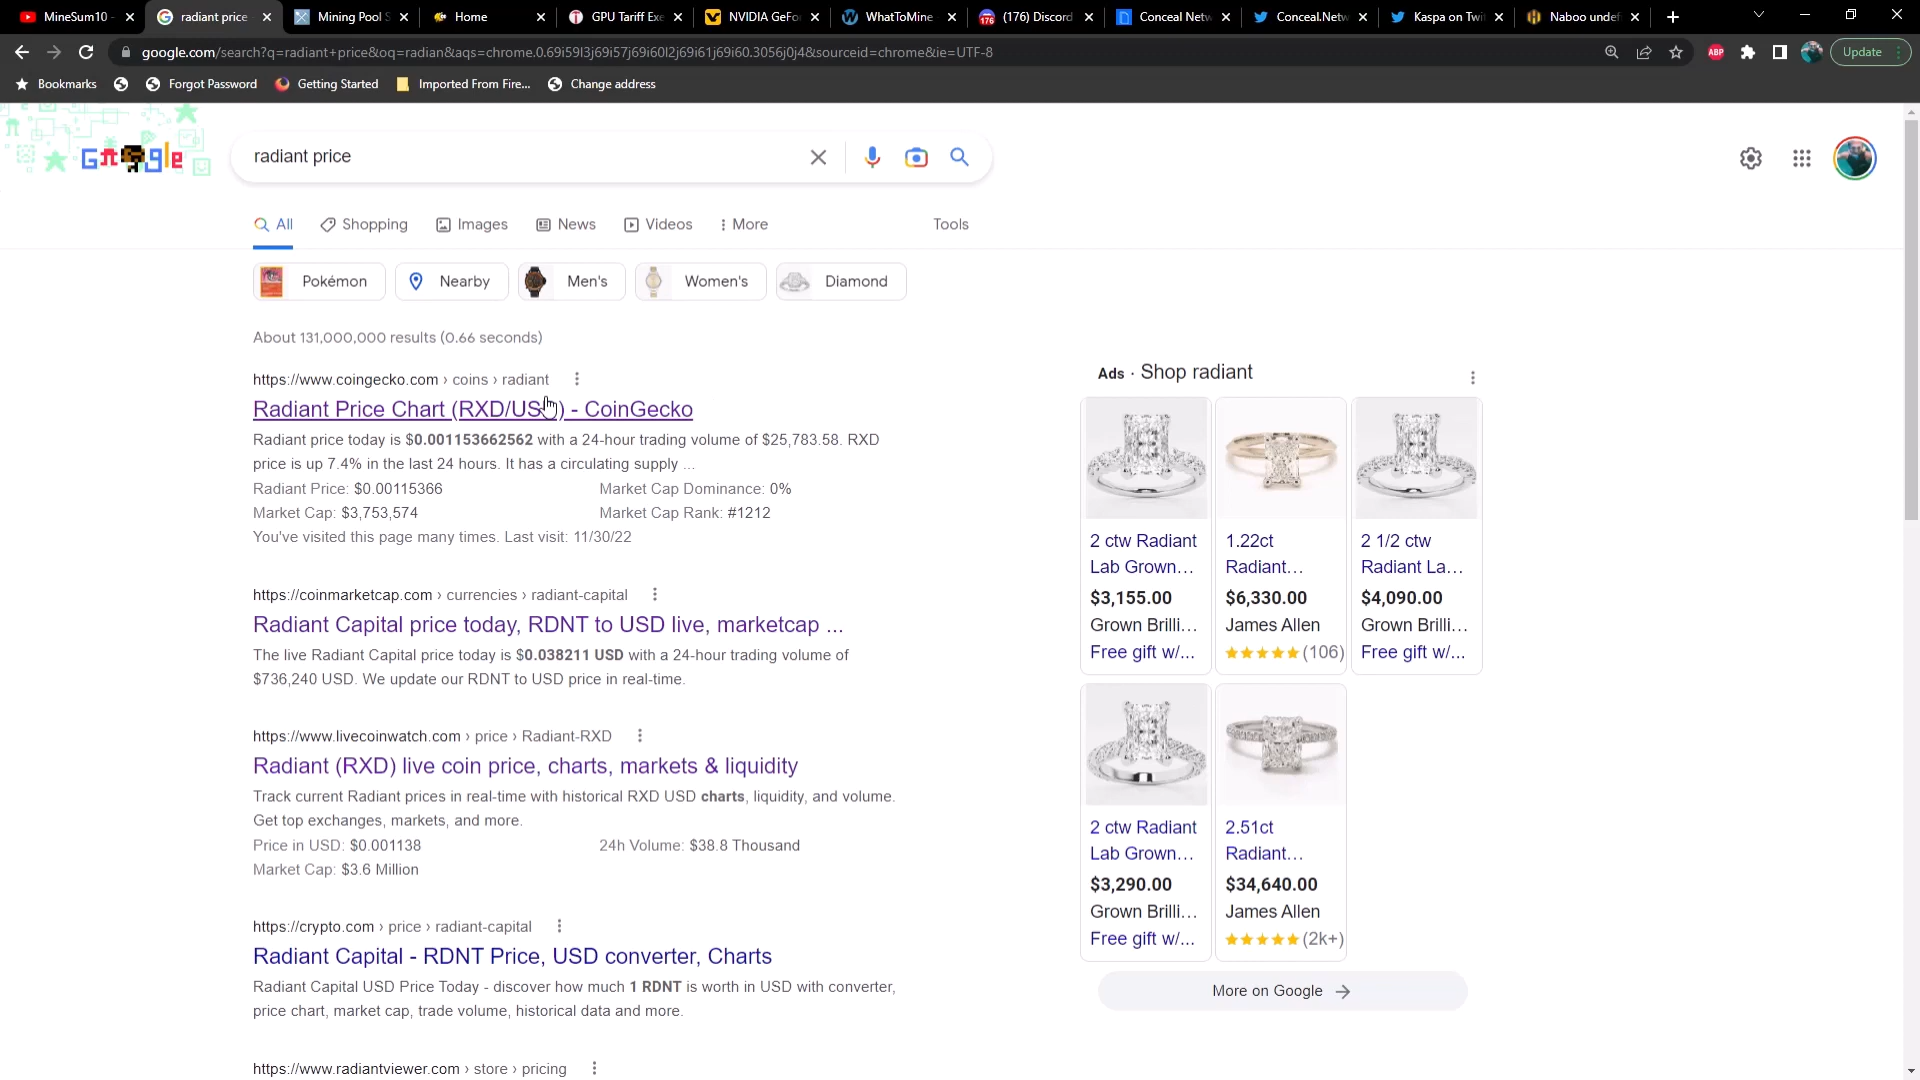 MineSum10 -
radiant price
Mining Pool S
Home
GPU Tariff Exe
NVIDIA GeFo
WhatToMine
(176) Discord
Conceal Netw
Conceal.Netw
Kaspa on Twi
Naboo undef
google.com/search?q=radiant+price&oq=radian&aqs=chrome.0.69i59l3j69i57j69i60l2j69i61j69i60.3056j0j4&sourceid=chrome&ie=UTF-8
ABP
Update
Bookmarks
Forgot Password
Getting Started
Imported From Fire...
Change address
radiant price
All
Shopping
Images
News
Videos
More
Tools
Pokémon
Nearby
Men's
Women's
Diamond
About 131,000,000 results (0.66 seconds)
https://www.coingecko.com › coins › radiant
Radiant Price Chart (RXD/USD) - CoinGecko
Radiant price today is $0.001153662562 with a 24-hour trading volume of $25,783.58. RXD
price is up 7.4% in the last 24 hours. It has a circulating supply ...
Radiant Price: $0.00115366
Market Cap Dominance: 0%
Market Cap: $3,753,574
Market Cap Rank: #1212
You've visited this page many times. Last visit: 11/30/22
https://coinmarketcap.com › currencies › radiant-capital
Radiant Capital price today, RDNT to USD live, marketcap ...
The live Radiant Capital price today is $0.038211 USD with a 24-hour trading volume of
$736,240 USD. We update our RDNT to USD price in real-time.
https://www.livecoinwatch.com › price › Radiant-RXD
Radiant (RXD) live coin price, charts, markets & liquidity
Track current Radiant prices in real-time with historical RXD USD charts, liquidity, and volume.
Get top exchanges, markets, and more.
Price in USD: $0.001138
24h Volume: $38.8 Thousand
Market Cap: $3.6 Million
https://crypto.com › price › radiant-capital
Radiant Capital - RDNT Price, USD converter, Charts
Radiant Capital USD Price Today - discover how much 1 RDNT is worth in USD with converter,
price chart, market cap, trade volume, historical data and more.
https://www.radiantviewer.com › store › pricing
Ads · Shop radiant
2 ctw Radiant
Lab Grown...
$3,155.00
Grown Brilli...
Free gift w/...
1.22ct
Radiant...
$6,330.00
James Allen
(106)
2 1/2 ctw
Radiant La...
$4,090.00
Grown Brilli...
Free gift w/...
2 ctw Radiant
Lab Grown...
$3,290.00
Grown Brilli...
Free gift w/...
2.51ct
Radiant...
$34,640.00
James Allen
(2k+)
More on Google